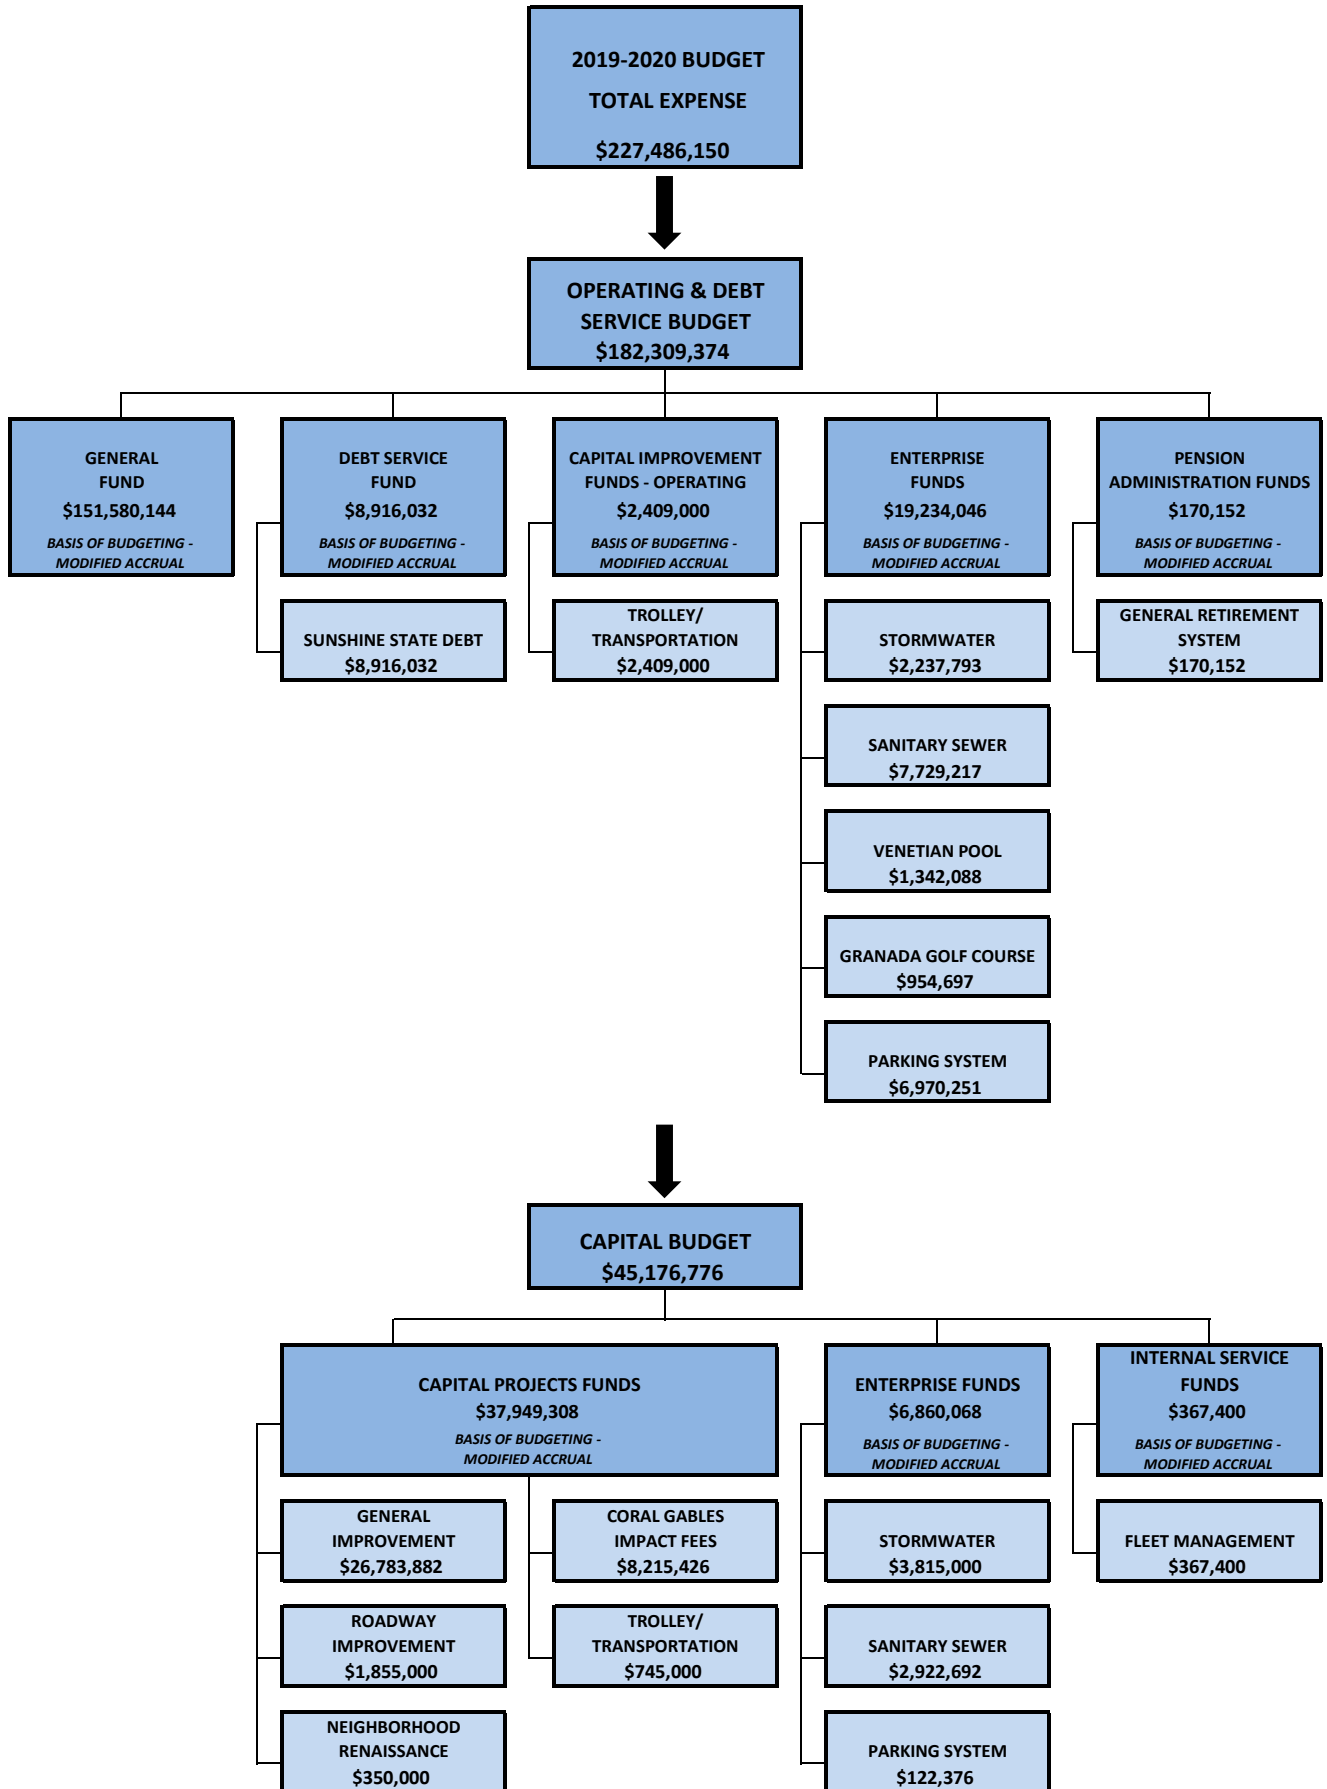 2019-2020 BUDGET
TOTAL EXPENSE
$227,486,150
OPERATING & DEBT
SERVICE BUDGET
$182,309,374
GENERAL
FUND
$151,580,144
BASIS OF BUDGETING -
MODIFIED ACCRUAL
DEBT SERVICE
FUND
$8,916,032
BASIS OF BUDGETING -
MODIFIED ACCRUAL
SUNSHINE STATE DEBT
$8,916,032
CAPITAL IMPROVEMENT
FUNDS - OPERATING
$2,409,000
BASIS OF BUDGETING -
MODIFIED ACCRUAL
TROLLEY/
TRANSPORTATION
$2,409,000
ENTERPRISE
FUNDS
$19,234,046
BASIS OF BUDGETING -
MODIFIED ACCRUAL
STORMWATER
$2,237,793
SANITARY SEWER
$7,729,217
VENETIAN POOL
$1,342,088
GRANADA GOLF COURSE
$954,697
PARKING SYSTEM
$6,970,251
PENSION
ADMINISTRATION FUNDS
$170,152
BASIS OF BUDGETING -
MODIFIED ACCRUAL
GENERAL RETIREMENT
SYSTEM
$170,152
CAPITAL BUDGET
$45,176,776
CAPITAL PROJECTS FUNDS
$37,949,308
BASIS OF BUDGETING -
MODIFIED ACCRUAL
GENERAL
IMPROVEMENT
$26,783,882
ROADWAY
IMPROVEMENT
$1,855,000
NEIGHBORHOOD
RENAISSANCE
$350,000
CORAL GABLES
IMPACT FEES
$8,215,426
TROLLEY/
TRANSPORTATION
$745,000
ENTERPRISE FUNDS
$6,860,068
BASIS OF BUDGETING -
MODIFIED ACCRUAL
STORMWATER
$3,815,000
SANITARY SEWER
$2,922,692
PARKING SYSTEM
$122,376
INTERNAL SERVICE
FUNDS
$367,400
BASIS OF BUDGETING -
MODIFIED ACCRUAL
FLEET MANAGEMENT
$367,400